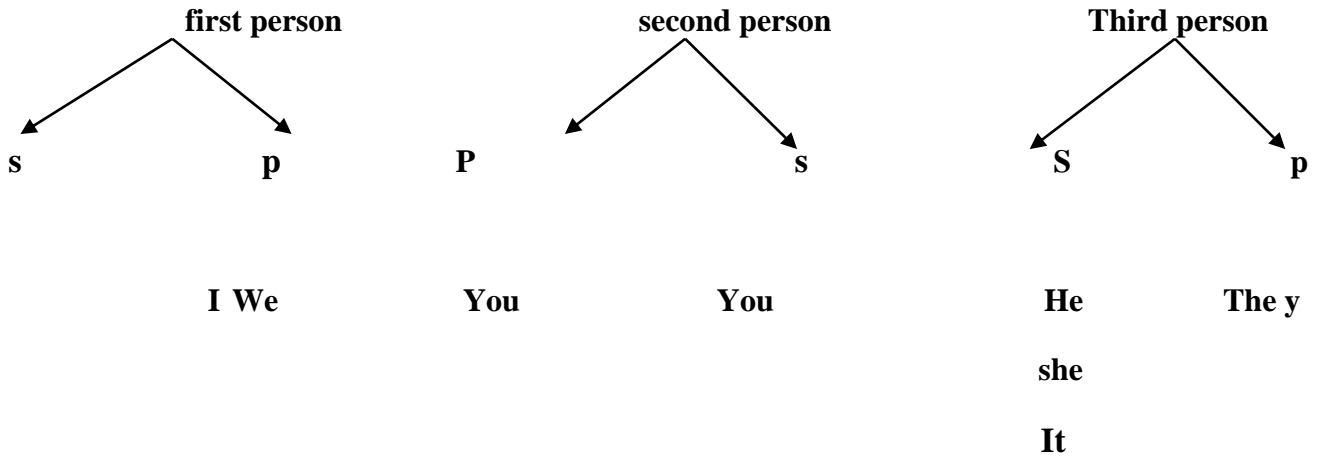 first person second person Third person
s p P s S p
I We You You He The y
she
It